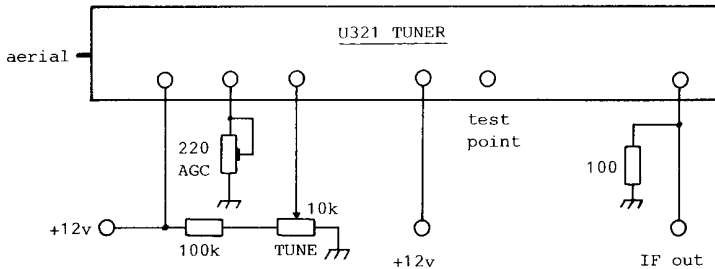 U321 TUNER
aerial
test
point
220
AGC
100
10k
+12v
100k
TUNE
+12v
IF out